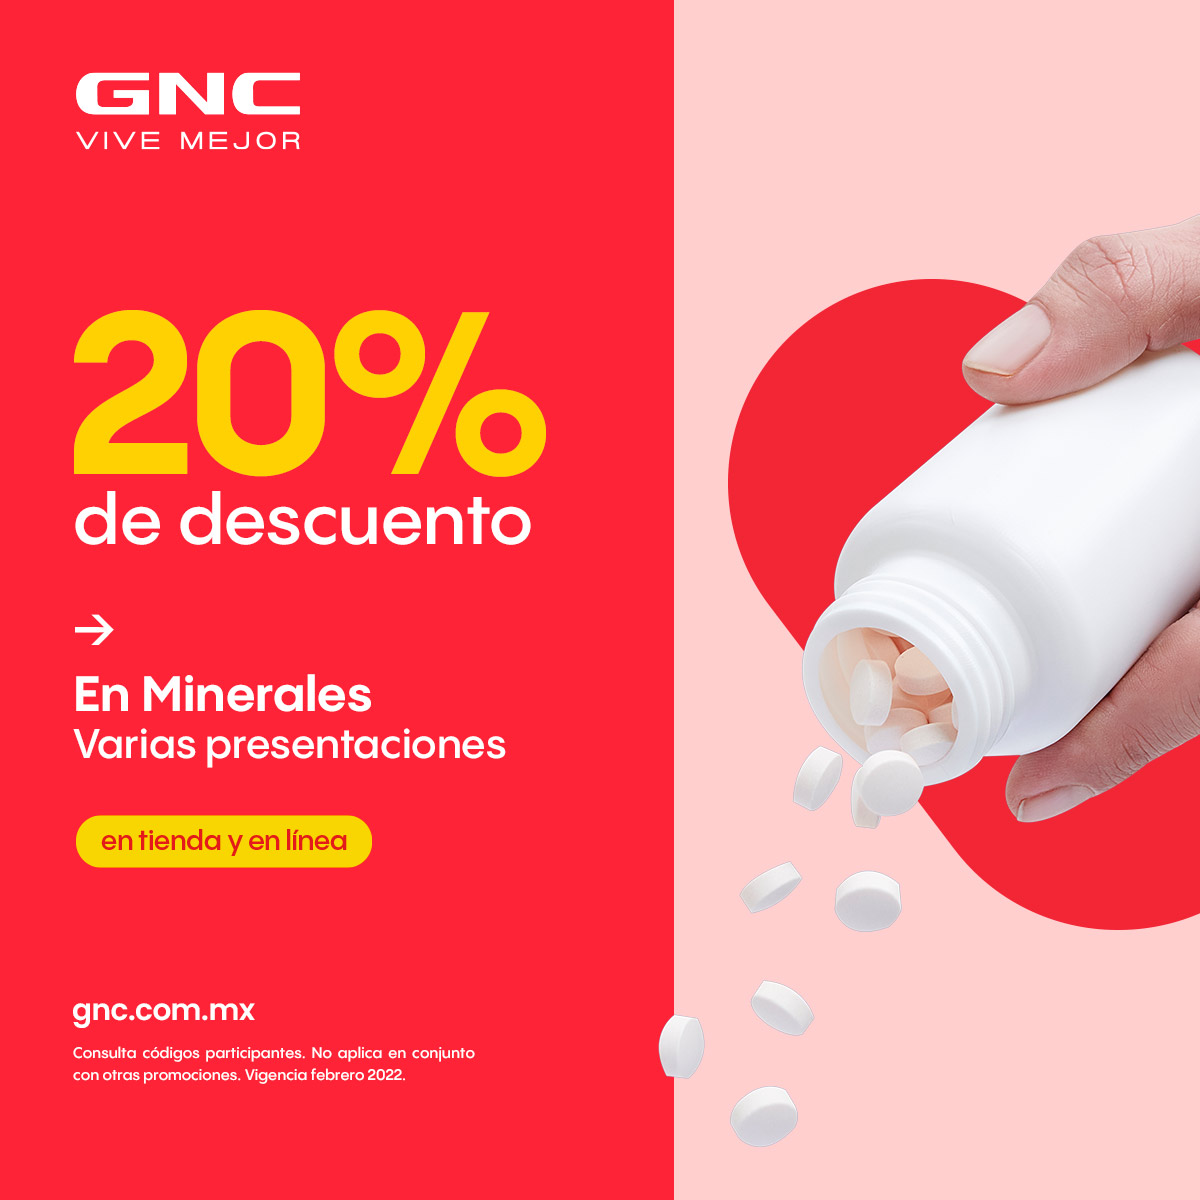 GNC
VIVE MEJOR
20%
de descuento
→
En Minerales
Varias presentaciones
en tienda y en línea
gnc.com.mx
Consulta códigos participantes. No aplica en conjunto
con otras promociones. Vigencia febrero 2022.